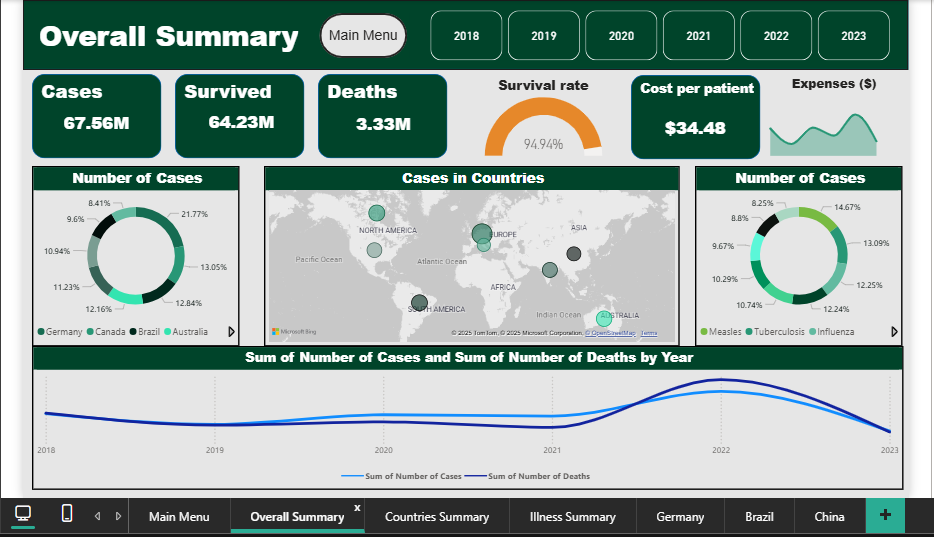 Overall Summary
Main Menu
2018
2019
2020
2021
2022
2023
Cases
67.56M
Survived
64.23M
Deaths
3.33M
Survival rate
94.94%
Cost per patient
$34.48
Expenses ($)
Number of Cases
8.41%
21.77%
9.6%
10.94%
13.05%
11.23%
12.84%
12.16%
Germany Canada Brazil Australia
Cases in Countries
NORTH AMERICA
EUROPE
ASIA
Pacific Ocean
Atlantic Ocean
AFRICA
SOUTH AMERICA
Indian Ocean
AUSTRALIA
Microsoft Bing
© 2025 TomTom, © 2025 Microsoft Corporation, © OpenStreetMap Terms
Number of Cases
8.25%
14.67%
8.8%
13.09%
9.67%
12.25%
10.29%
10.74%
12.24%
Measles Tuberculosis Influenza
Sum of Number of Cases and Sum of Number of Deaths by Year
2018
2019
2020
2021
2022
2023
Sum of Number of Cases Sum of Number of Deaths
Main Menu
Overall Summary
x
Countries Summary
Illness Summary
Germany
Brazil
China
+